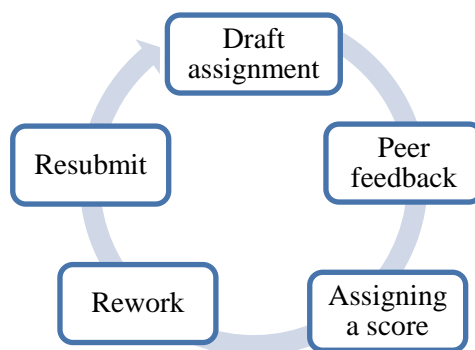 Draft
assignment
Peer
feedback
Assigning
a score
Rework
Resubmit